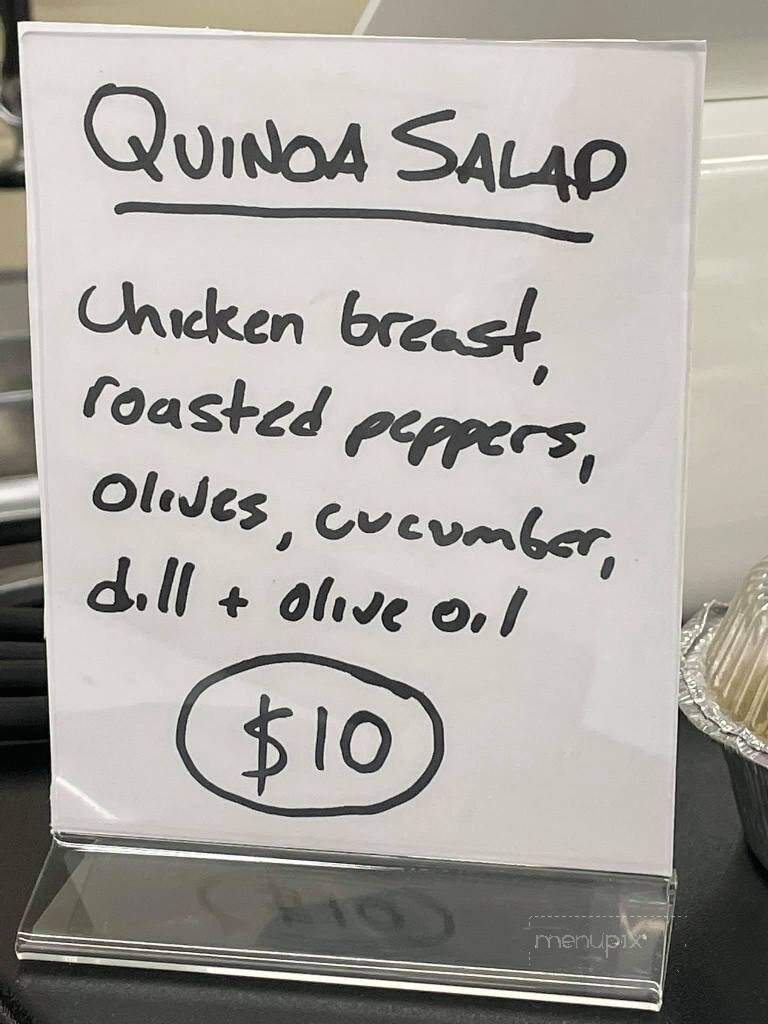 QUINOA SALAD
Chicken breast,
roasted peppers,
olives, cucumber,
dill + olive oil
$10
menupix